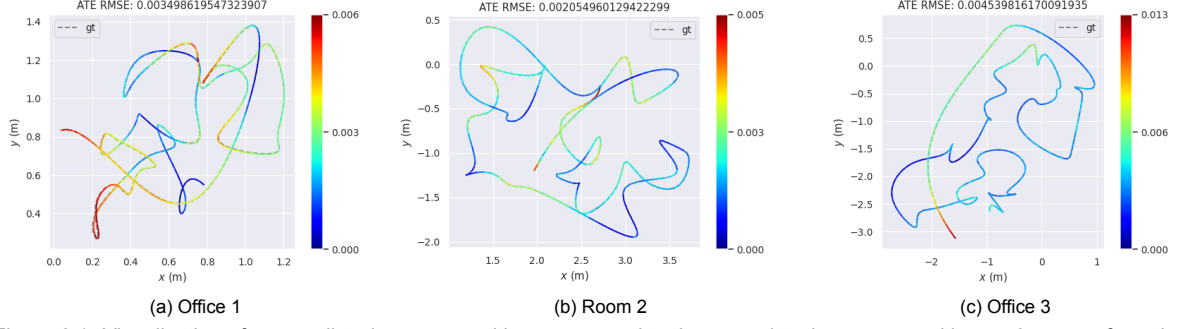 ATE RMSE: 0.003498619547323907
gt
y (m)
1.4
1.2
1.0
0.8
0.6
0.4
0.0 0.2 0.4 0.6 0.8 1.0 1.2
x (m)
0.006
0.003
0.000
(a) Office 1
ATE RMSE: 0.002054960129422299
gt
y (m)
0.5
0.0
−0.5
−1.0
−1.5
−2.0
1.5 2.0 2.5 3.0 3.5
x (m)
0.005
0.003
0.000
(b) Room 2
ATE RMSE: 0.004539816170091935
gt
y (m)
0.5
0.0
−0.5
−1.0
−1.5
−2.0
−2.5
−3.0
−2 −1 0 1
x (m)
0.013
0.006
0.000
(c) Office 3